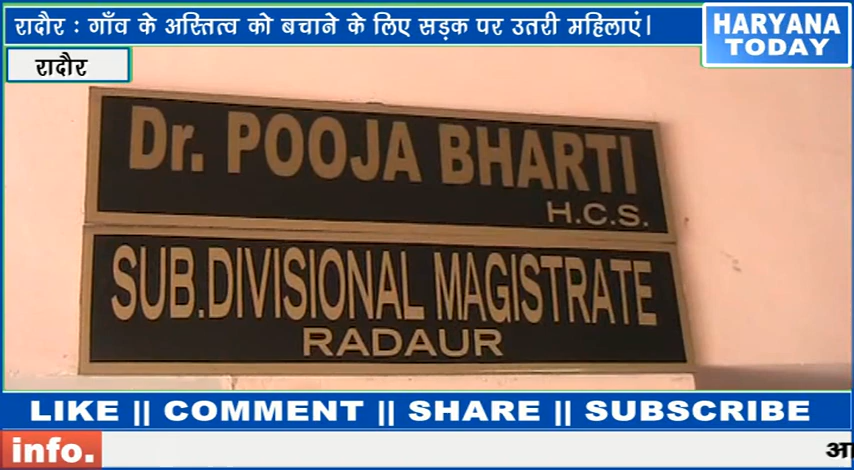 रादौर : गाँव के अस्तित्व को बचाने के लिए सड़क पर उतरी महिलाएं।
HARYANA
TODAY
रादौर
Dr. POOJA BHARTI
H.C.S.
SUB.DIVISIONAL MAGISTRATE
RADAUR
LIKE || COMMENT || SHARE || SUBSCRIBE
info.